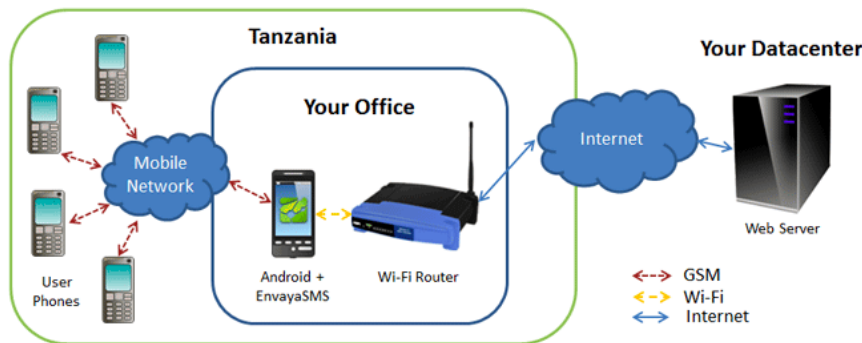 Tanzania
Your Datacenter
Your Office
Mobile
Network
Internet
User
Phones
Android +
EnvayaSMS
Wi-Fi Router
Web Server
GSM
Wi-Fi
Internet